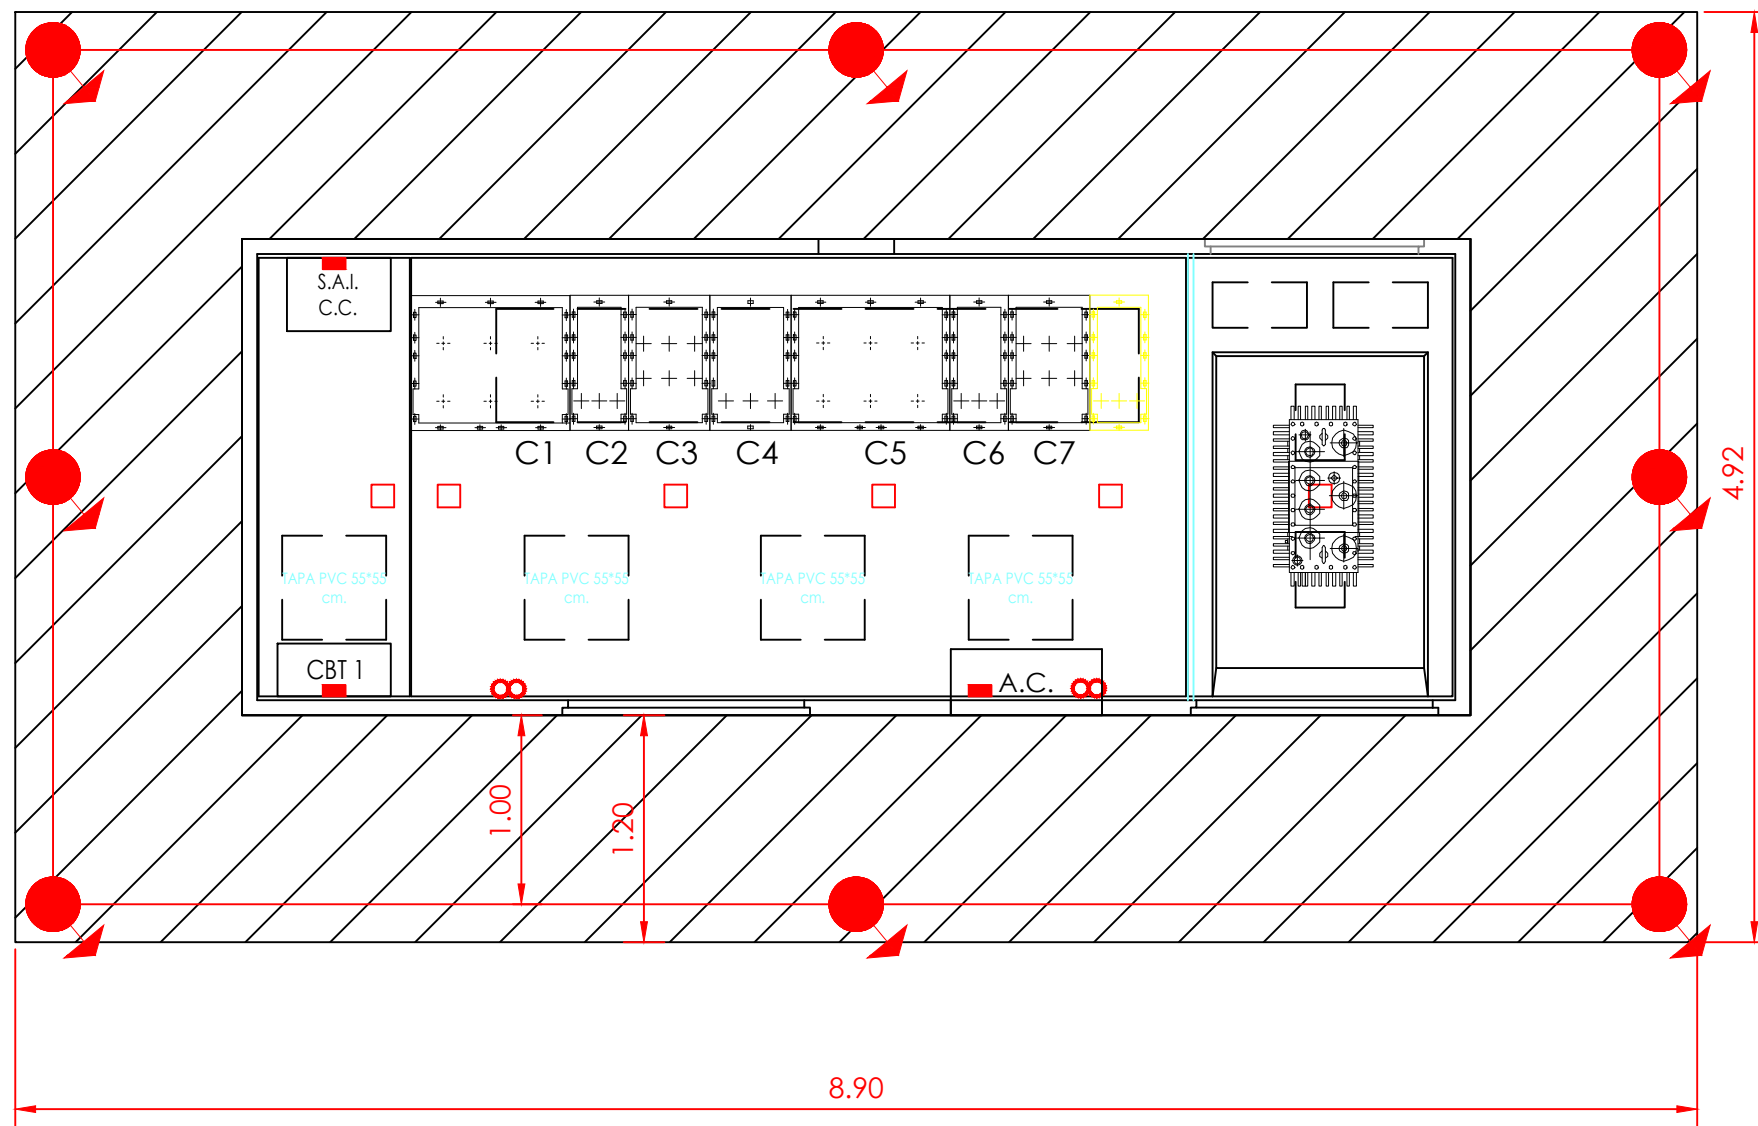 S.A.I.
C.C.
C1 C2 C3 C4 C5 C6 C7
4.92
TAPA PVC 55*55
cm.
TAPA PVC 55*55
cm.
TAPA PVC 55*55
cm.
TAPA PVC 55*55
cm.
CBT 1
A.C.
1.00
1.20
8.90